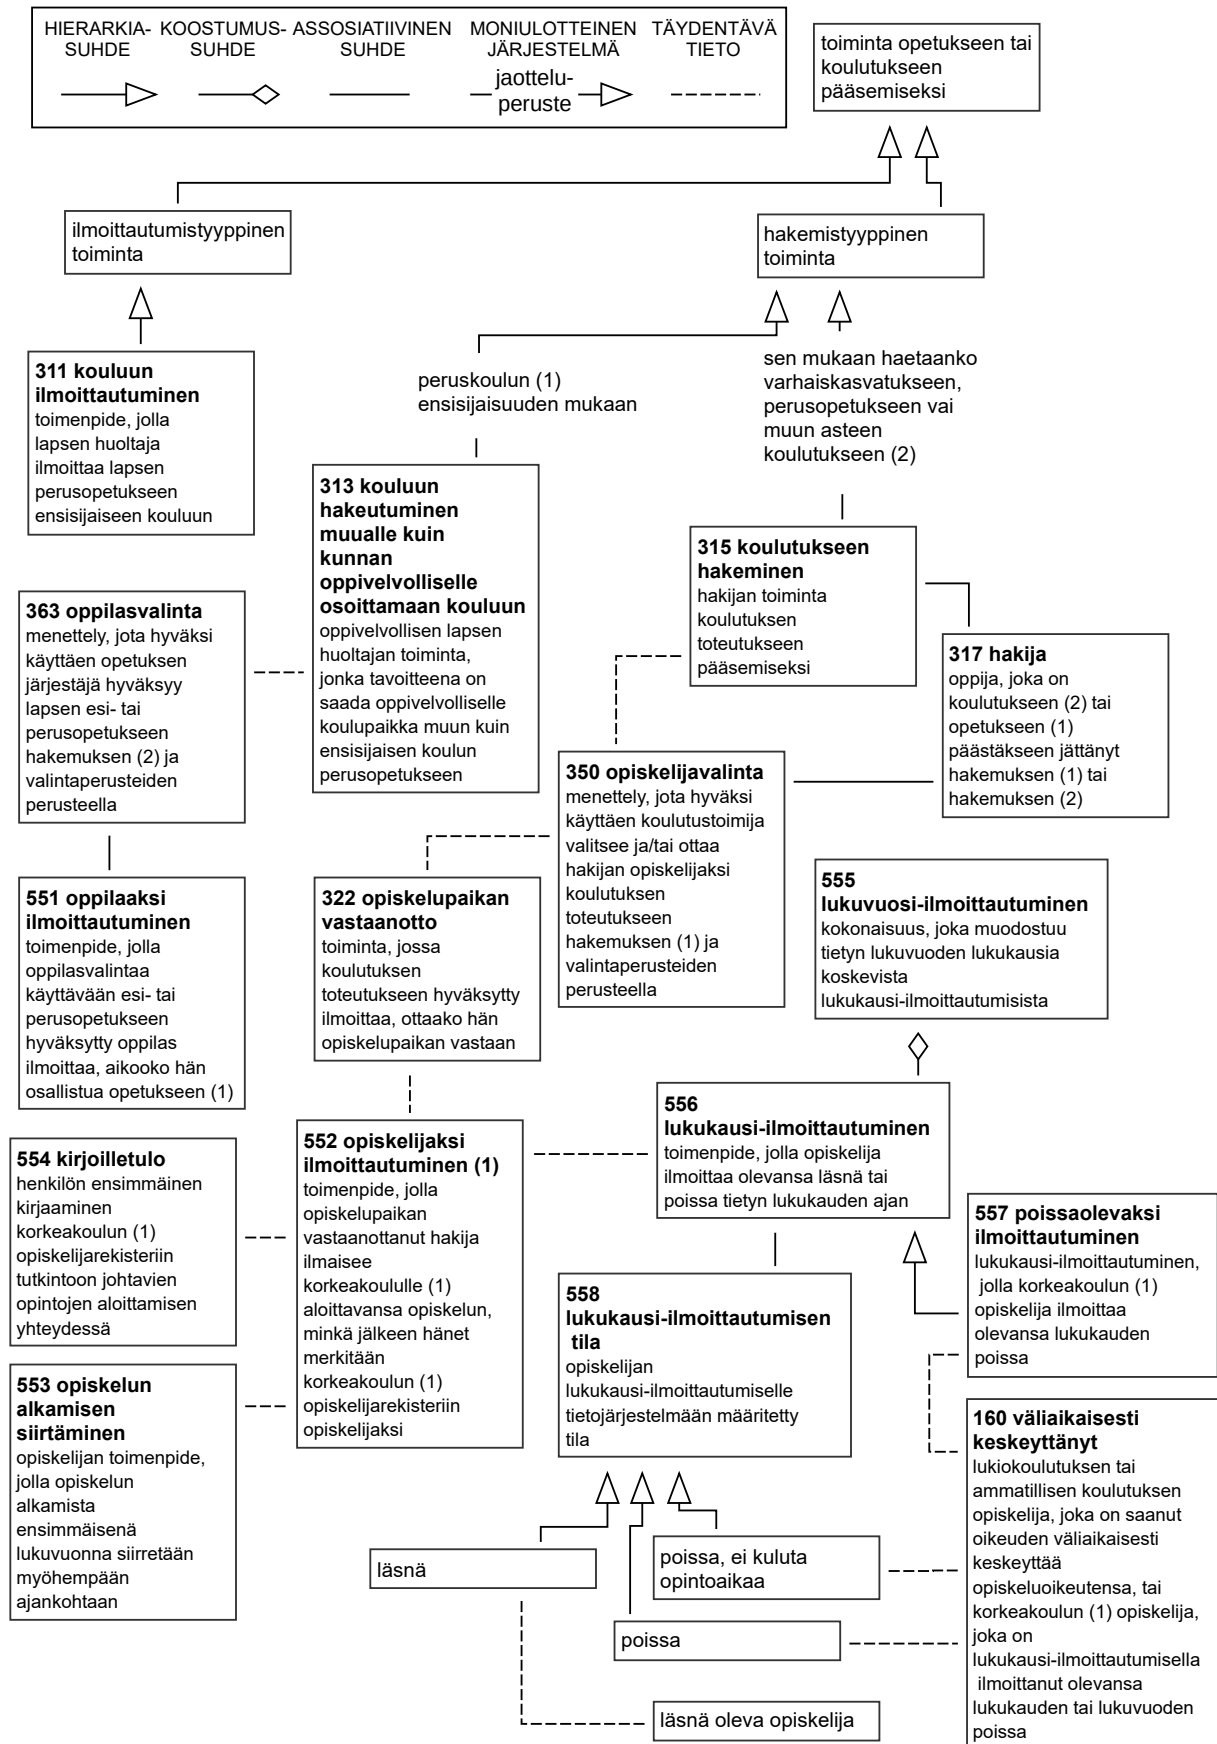 HIERARKIA-
SUHDE
KOOSTUMUS-
SUHDE
ASSOSIATIIVINEN
SUHDE
MONIULOTTEINEN
JÄRJESTELMÄ
TÄYDENTÄVÄ
TIETO
jaottelu-
peruste
toiminta opetukseen tai
koulutukseen
pääsemiseksi
ilmoittautumistyyppinen
toiminta
hakemistyyppinen
toiminta
311 kouluun
ilmoittautuminen
toimenpide, jolla
lapsen huoltaja
ilmoittaa lapsen
perusopetukseen
ensisijaiseen kouluun
peruskoulun (1)
ensisijaisuuden mukaan
sen mukaan haetaanko
varhaiskasvatukseen,
perusopetukseen vai
muun asteen
koulutukseen (2)
313 kouluun
hakeutuminen
muualle kuin
kunnan
oppivelvolliselle
osoittamaan kouluun
oppivelvollisen lapsen
huoltajan toiminta,
jonka tavoitteena on
saada oppivelvolliselle
koulupaikka muun kuin
ensisijaisen koulun
perusopetukseen
315 koulutukseen
hakeminen
hakijan toiminta
koulutuksen
toteutukseen
pääsemiseksi
363 oppilasvalinta
menettely, jota hyväksi
käyttäen opetuksen
järjestäjä hyväksyy
lapsen esi- tai
perusopetukseen
hakemuksen (2) ja
valintaperusteiden
perusteella
317 hakija
oppija, joka on
koulutukseen (2) tai
opetukseen (1)
päästäkseen jättänyt
hakemuksen (1) tai
hakemuksen (2)
350 opiskelijavalinta
menettely, jota hyväksi
käyttäen koulutustoimija
valitsee ja/tai ottaa
hakijan opiskelijaksi
koulutuksen
toteutukseen
hakemuksen (1) ja
valintaperusteiden
perusteella
551 oppilaaksi
ilmoittautuminen
toimenpide, jolla
oppilasvalintaa
käyttävään esi- tai
perusopetukseen
hyväksytty oppilas
ilmoittaa, aikooko hän
osallistua opetukseen (1)
322 opiskelupaikan
vastaanotto
toiminta, jossa
koulutuksen
toteutukseen hyväksytty
ilmoittaa, ottaako hän
opiskelupaikan vastaan
555
lukuvuosi-ilmoittautuminen
kokonaisuus, joka muodostuu
tietyn lukuvuoden lukukausia
koskevista
lukukausi-ilmoittautumisista
556
lukukausi-ilmoittautuminen
toimenpide, jolla opiskelija
ilmoittaa olevansa läsnä tai
poissa tietyn lukukauden ajan
554 kirjoilletulo
henkilön ensimmäinen
kirjaaminen
korkeakoulun (1)
opiskelijarekisteriin
tutkintoon johtavien
opintojen aloittamisen
yhteydessä
552 opiskelijaksi
ilmoittautuminen (1)
toimenpide, jolla
opiskelupaikan
vastaanottanut hakija
ilmaisee
korkeakoululle (1)
aloittavansa opiskelun,
minkä jälkeen hänet
merkitään
korkeakoulun (1)
opiskelijarekisteriin
opiskelijaksi
557 poissaolevaksi
ilmoittautuminen
lukukausi-ilmoittautuminen,
jolla korkeakoulun (1)
opiskelija ilmoittaa
olevansa lukukauden
poissa
558
lukukausi-ilmoittautumisen
tila
opiskelijan
lukukausi-ilmoittautumiselle
tietojärjestelmään määritetty
tila
553 opiskelun
alkamisen
siirtäminen
opiskelijan toimenpide,
jolla opiskelun
alkamista
ensimmäisenä
lukuvuonna siirretään
myöhempään
ajankohtaan
160 väliaikaisesti
keskeyttänyt
lukiokoulutuksen tai
ammatillisen koulutuksen
opiskelija, joka on saanut
oikeuden väliaikaisesti
keskeyttää
opiskeluoikeutensa, tai
korkeakoulun (1) opiskelija,
joka on
lukukausi-ilmoittautumisella
ilmoittanut olevansa
lukukauden tai lukuvuoden
poissa
läsnä
poissa, ei kuluta
opintoaikaa
poissa
läsnä oleva opiskelija